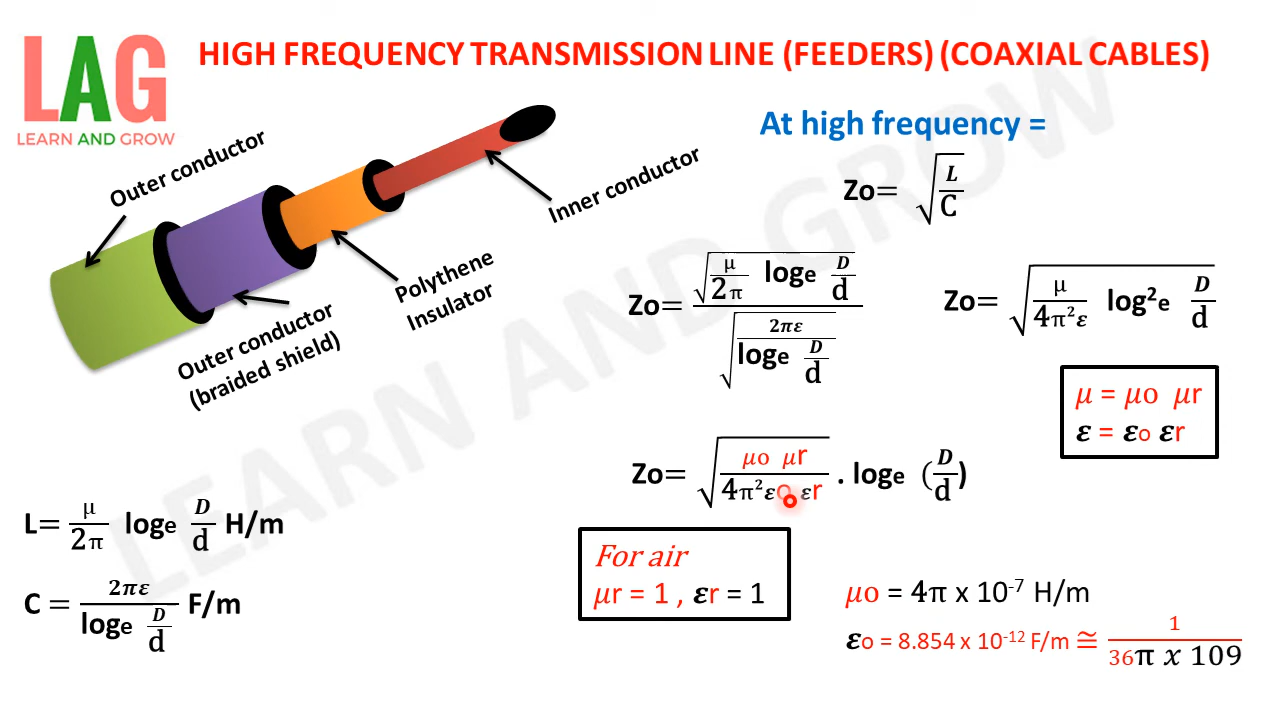 LAG
LEARN AND GROW
HIGH FREQUENCY TRANSMISSION LINE (FEEDERS) (COAXIAL CABLES)
Outer conductor
Inner conductor
Polythene
Insulator
Outer conductor
(braided shield)
At high frequency =
Zo= √(L/C)
Zo= √(μ/2π loge D/d) / √(2πε/loge D/d)
Zo= √(μ/4π²ε log²e D/d)
μ = μo μr
ε = εo εr
Zo= √(μo μr/4π²εo εr) . loge (D/d)
L= μ/2π loge D/d H/m
C = 2πε/loge D/d F/m
For air
μr = 1 , εr = 1
μo = 4π x 10⁻⁷ H/m
εo = 8.854 x 10⁻¹² F/m ≅ 1/36π x 109
LEARN AND GROW